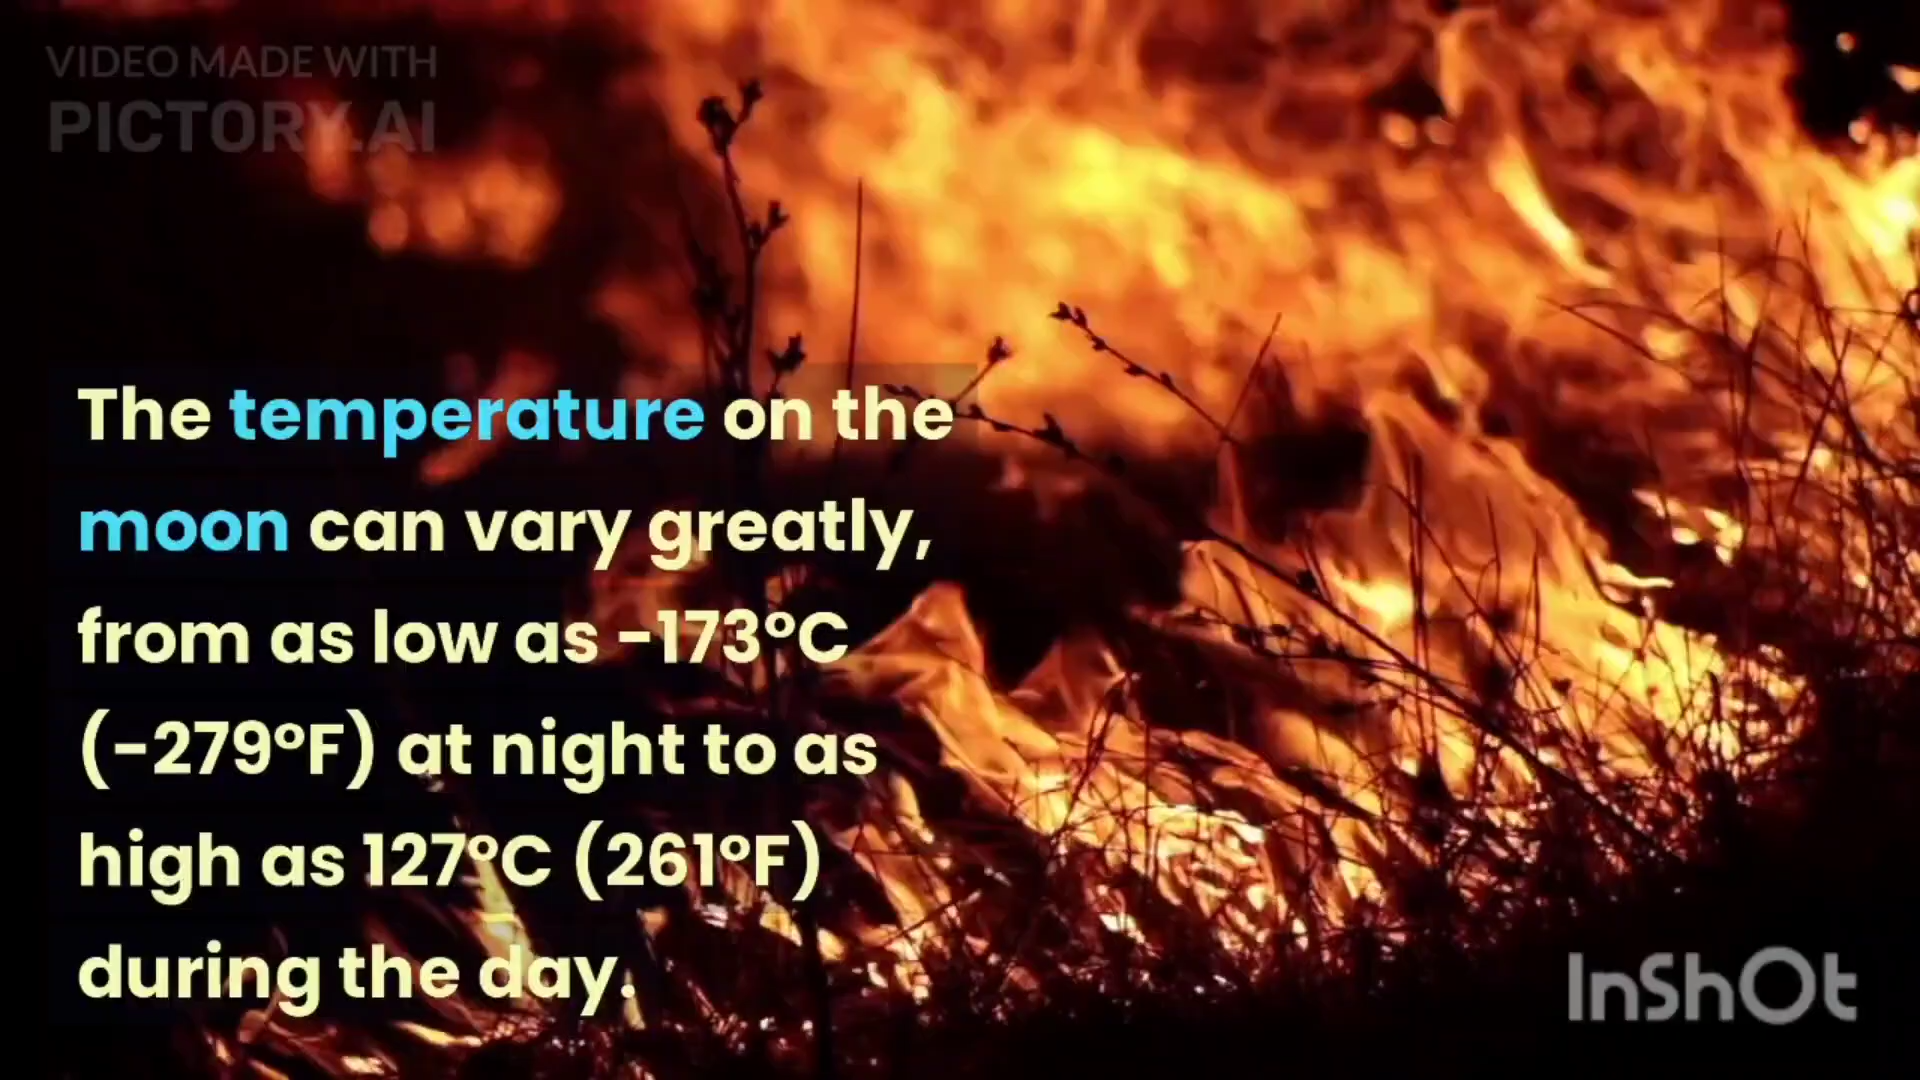 VIDEO MADE WITH
PICTORY.AI
The temperature on the
moon can vary greatly,
from as low as -173°C
(-279°F) at night to as
high as 127°C (261°F)
during the day.
InShOt